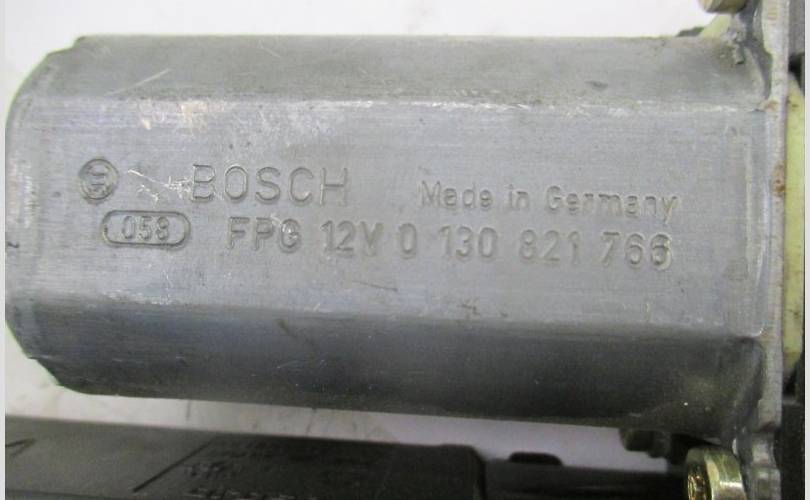 BOSCH Made in Germany
058 FPG 12V 0 130 821 766